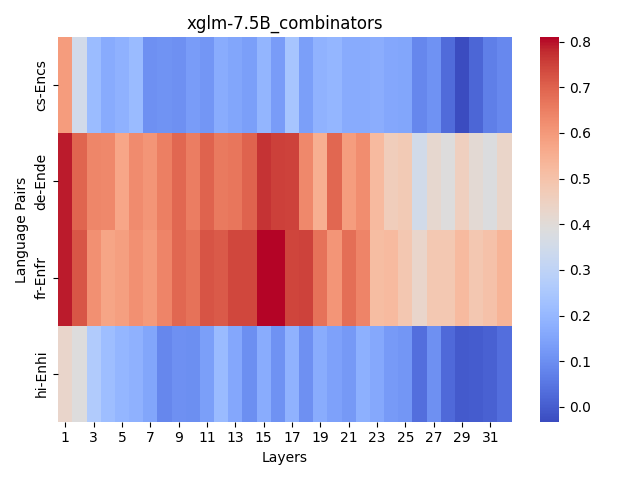 xglm-7.5B_combinators
Language Pairs
cs-Encs
de-Ende
fr-Enfr
hi-Enhi
1 3 5 7 9 11 13 15 17 19 21 23 25 27 29 31
Layers
0.8
0.7
0.6
0.5
0.4
0.3
0.2
0.1
0.0